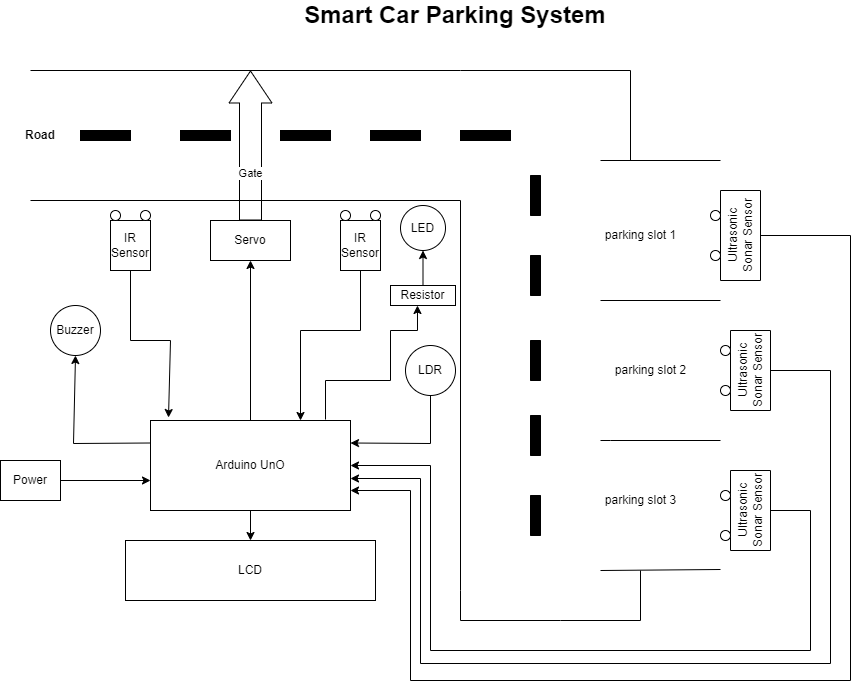 Smart Car Parking System
Road
Gate
IR
Sensor
Servo
IR
Sensor
LED
Resistor
Buzzer
LDR
Arduino UnO
Power
LCD
parking slot 1
Ultrasonic
Sonar Sensor
parking slot 2
Ultrasonic
Sonar Sensor
parking slot 3
Ultrasonic
Sonar Sensor